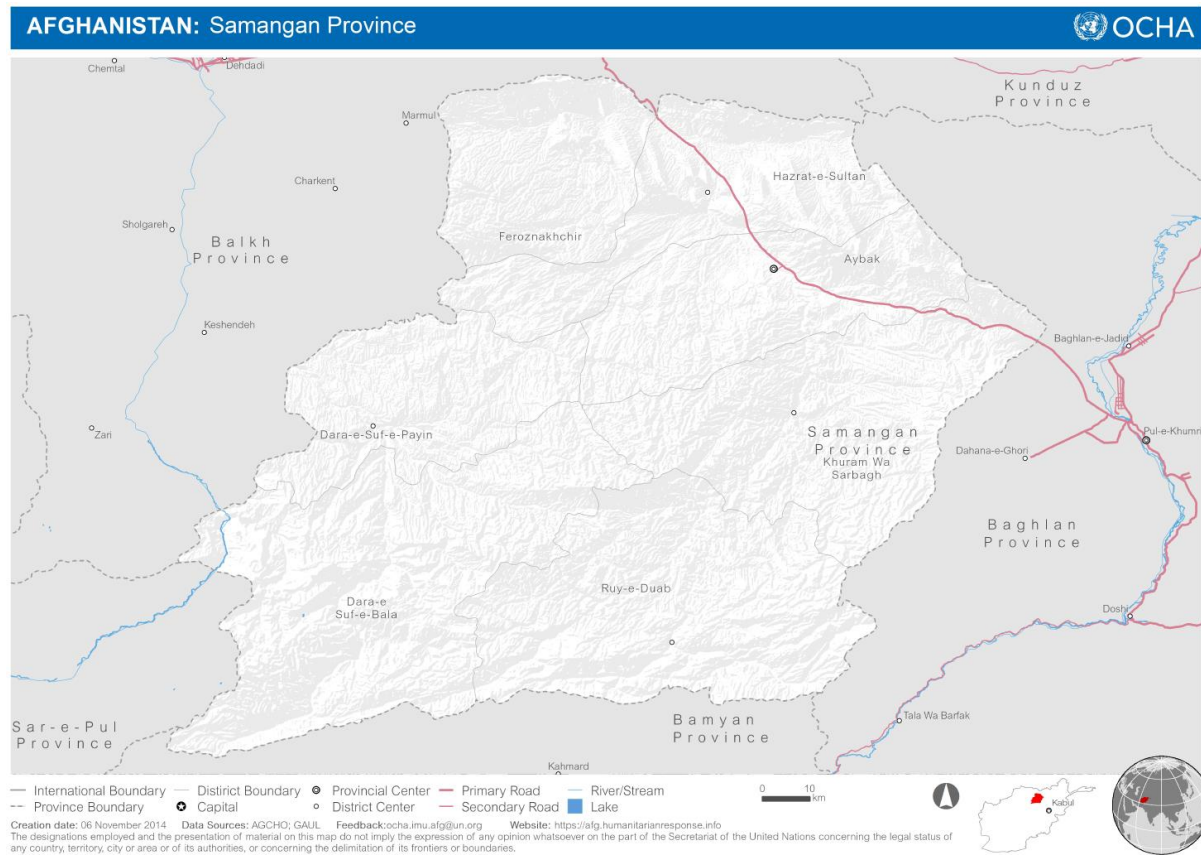 AFGHANISTAN: Samangan Province
OCHA
Chemtal
Dehdadi
Kunduz
Province
Marmul
Hazrat-e-Sultan
Charkent
Sholgareh
Feroznakhchir
Balkh
Province
Aybak
Keshendeh
Baghlan-e-Jadid
Zari
Dara-e-Suf-e-Payin
Samangan
Province
Khuram Wa
Sarbagh
Pul-e-Khumri
Dahana-e-Ghori
Baghlan
Province
Ruy-e-Duab
Dara-e
Suf-e-Bala
Doshi
Sar-e-Pul
Province
Bamyan
Province
Tala Wa Barfak
Kahmard
International Boundary District Boundary Provincial Center Primary Road River/Stream
Province Boundary Capital District Center Secondary Road Lake
0 10
km
Kabul
Creation date: 06 November 2014 Data Sources: AGCHO; GAUL Feedback:ocha.imu.afg@un.org Website: https://afg.humanitarianresponse.info
The designations employed and the presentation of material on this map do not imply the expression of any opinion whatsoever on the part of the Secretariat of the United Nations concerning the legal status of
any country, territory, city or area or of its authorities, or concerning the delimitation of its frontiers or boundaries.